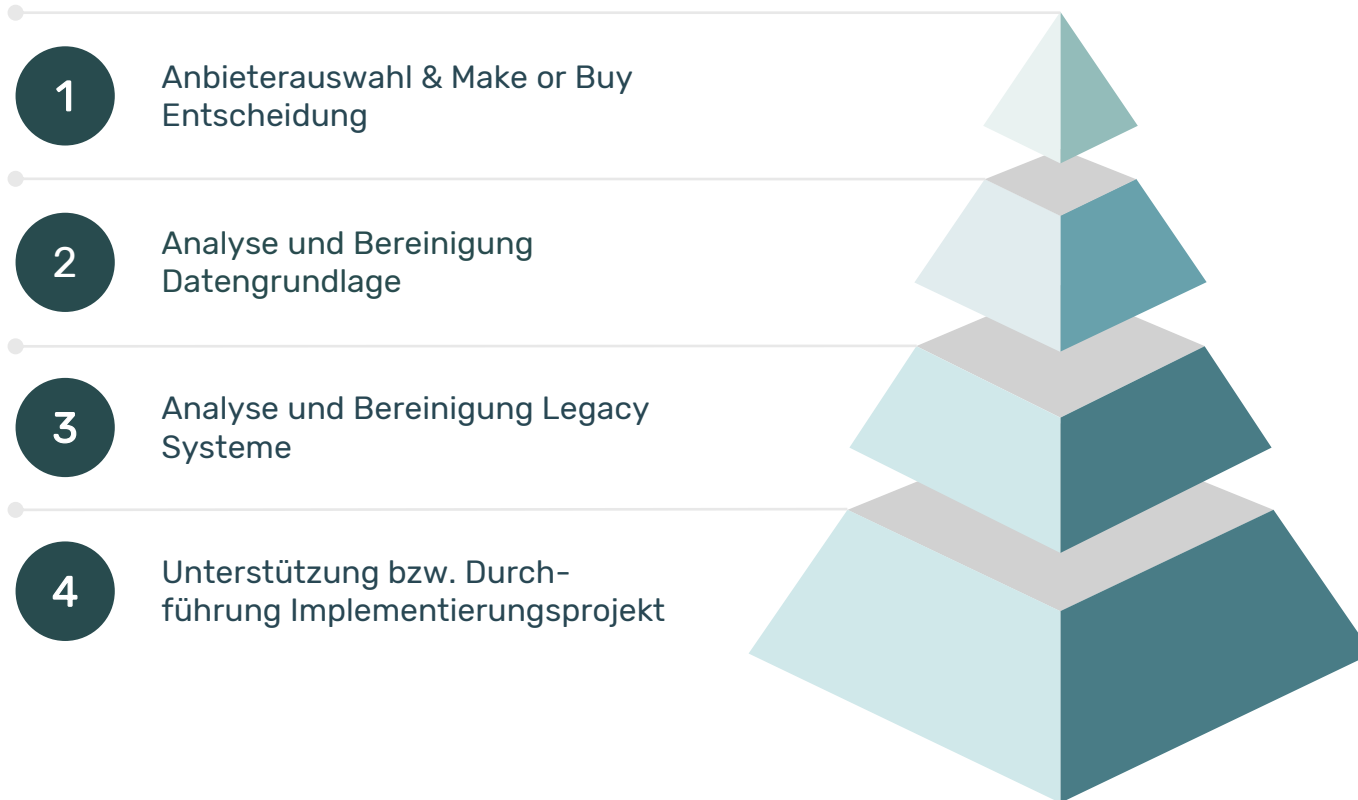 1
Anbieterauswahl & Make or Buy
Entscheidung
2
Analyse und Bereinigung
Datengrundlage
3
Analyse und Bereinigung Legacy
Systeme
4
Unterstützung bzw. Durch-
führung Implementierungsprojekt